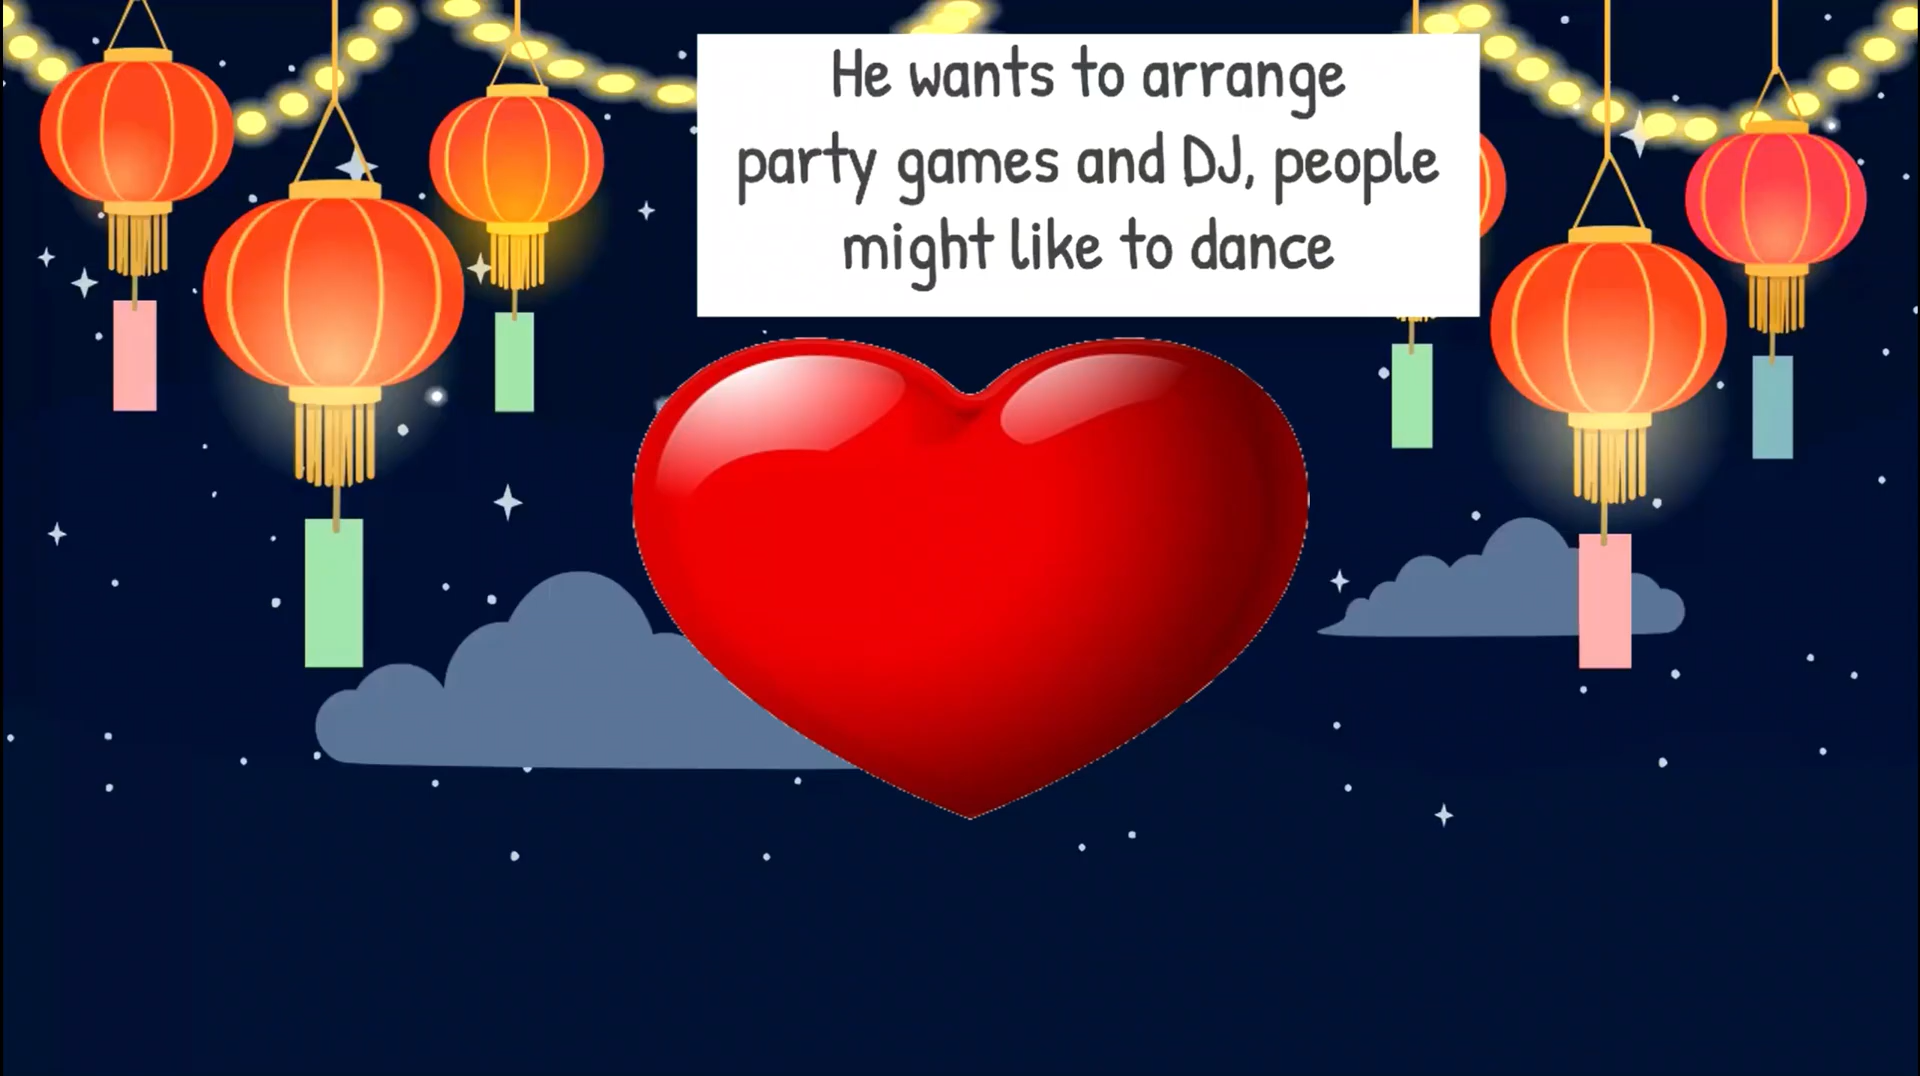 He wants to arrange
party games and DJ, people
might like to dance